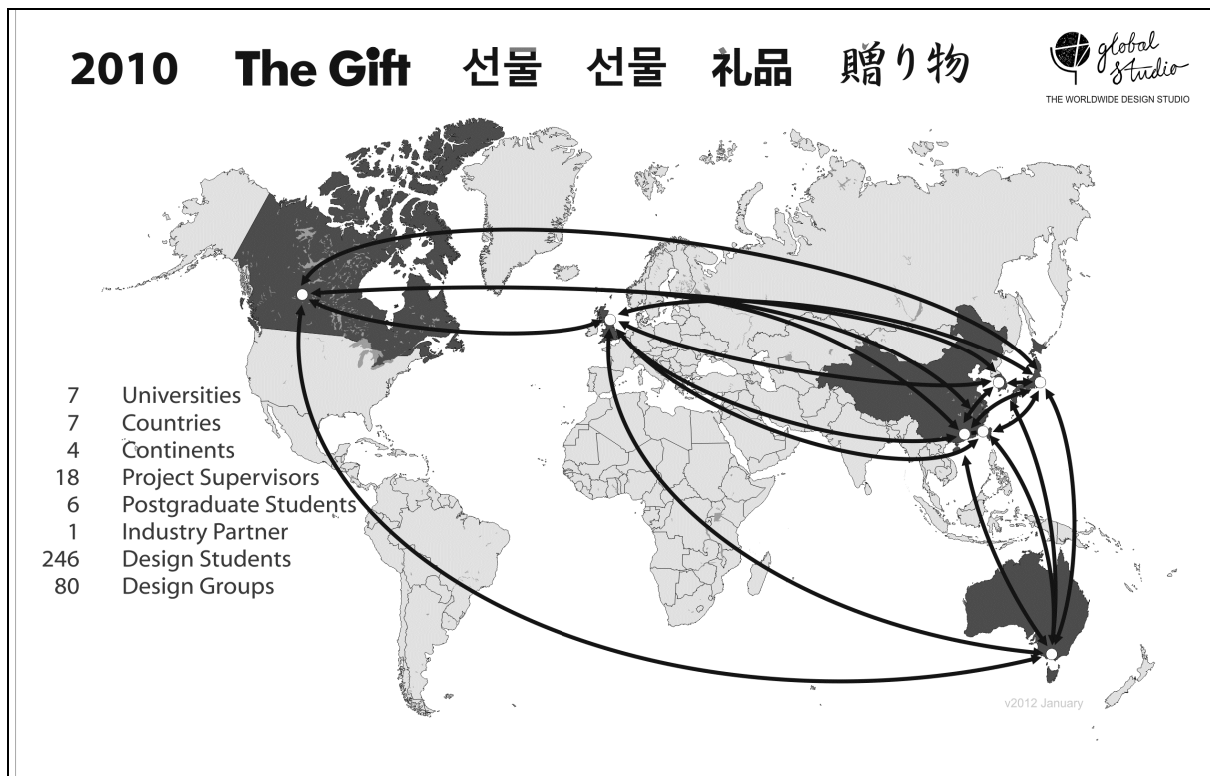 2010 The Gift 선물 선물 礼品 贈り物
global
studio
THE WORLDWIDE DESIGN STUDIO
7 Universities
7 Countries
4 Continents
18 Project Supervisors
6 Postgraduate Students
1 Industry Partner
246 Design Students
80 Design Groups
v2012 January